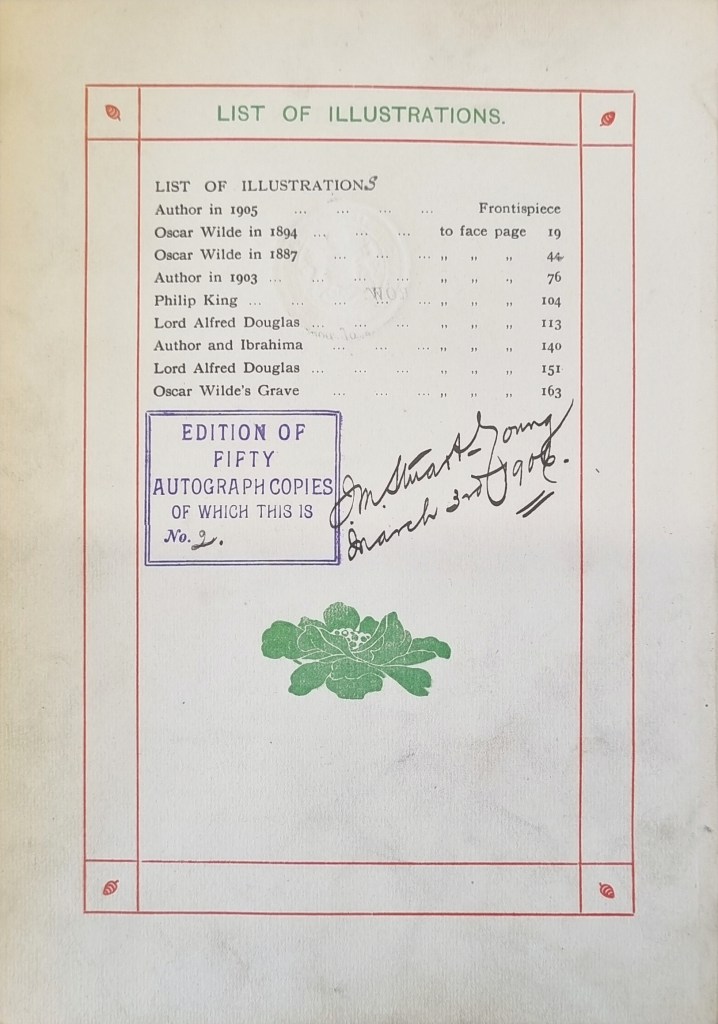 LIST OF ILLUSTRATIONS.
LIST OF ILLUSTRATIONS
Author in 1905 ... ... ... ... Frontispiece
Oscar Wilde in 1894 ... ... ... to face page 19
Oscar Wilde in 1887 ... ... ... „ „ „ 44
Author in 1903 ... ... ... ... „ „ „ 76
Philip King ... ... ... ... ... „ „ „ 104
Lord Alfred Douglas ... ... ... „ „ „ 113
Author and Ibrahima ... ... ... „ „ „ 140
Lord Alfred Douglas ... ... ... „ „ „ 151
Oscar Wilde's Grave ... ... ... „ „ „ 163
EDITION OF
FIFTY
AUTOGRAPH COPIES
OF WHICH THIS IS
No. 2.
J.M. Stuart-Young
March 3rd 1906.